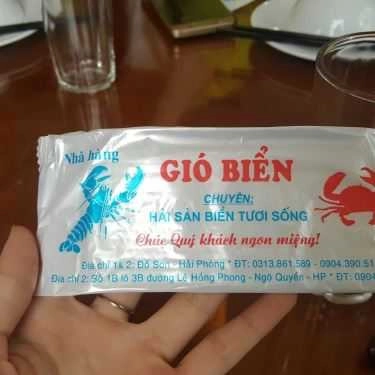 Nhà hàng
GIÓ BIỂN
CHUYÊN:
HẢI SẢN BIỂN TƯƠI SỐNG
Chúc Quý khách ngon miệng!
Địa chỉ 1& 2: Đồ Sơn - Hải Phòng * ĐT: 0313.861.589 - 0904.390.51
Địa chỉ 2: Số 1B lô 3B đường Lê Hồng Phong - Ngô Quyền - HP * ĐT: 0904